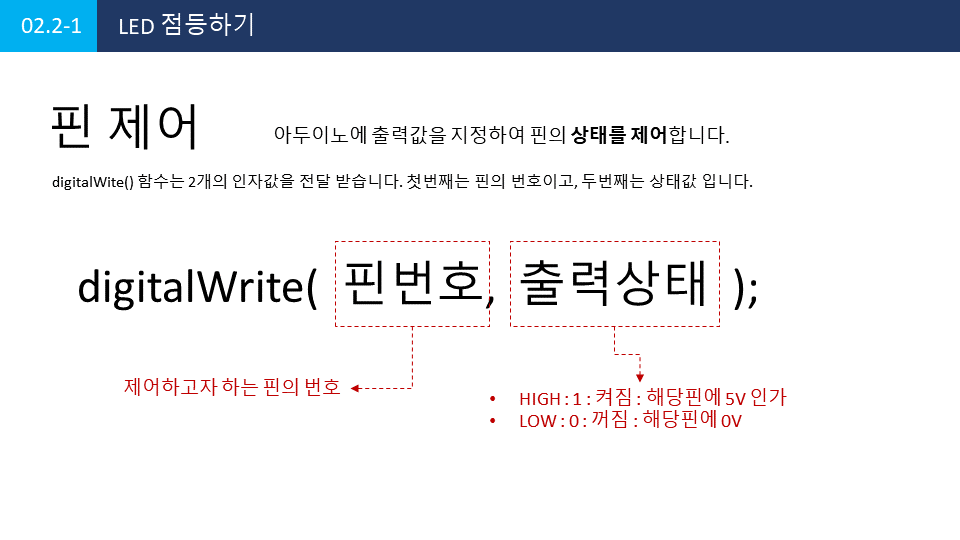 02.2-1 LED 점등하기
핀 제어 아두이노에 출력값을 지정하여 핀의 상태를 제어합니다.
digitalWite() 함수는 2개의 인자값을 전달 받습니다. 첫번째는 핀의 번호이고, 두번째는 상태값 입니다.
digitalWrite( 핀번호, 출력상태 );
제어하고자 하는 핀의 번호
• HIGH : 1 : 켜짐 : 해당핀에 5V 인가
• LOW : 0 : 꺼짐 : 해당핀에 0V